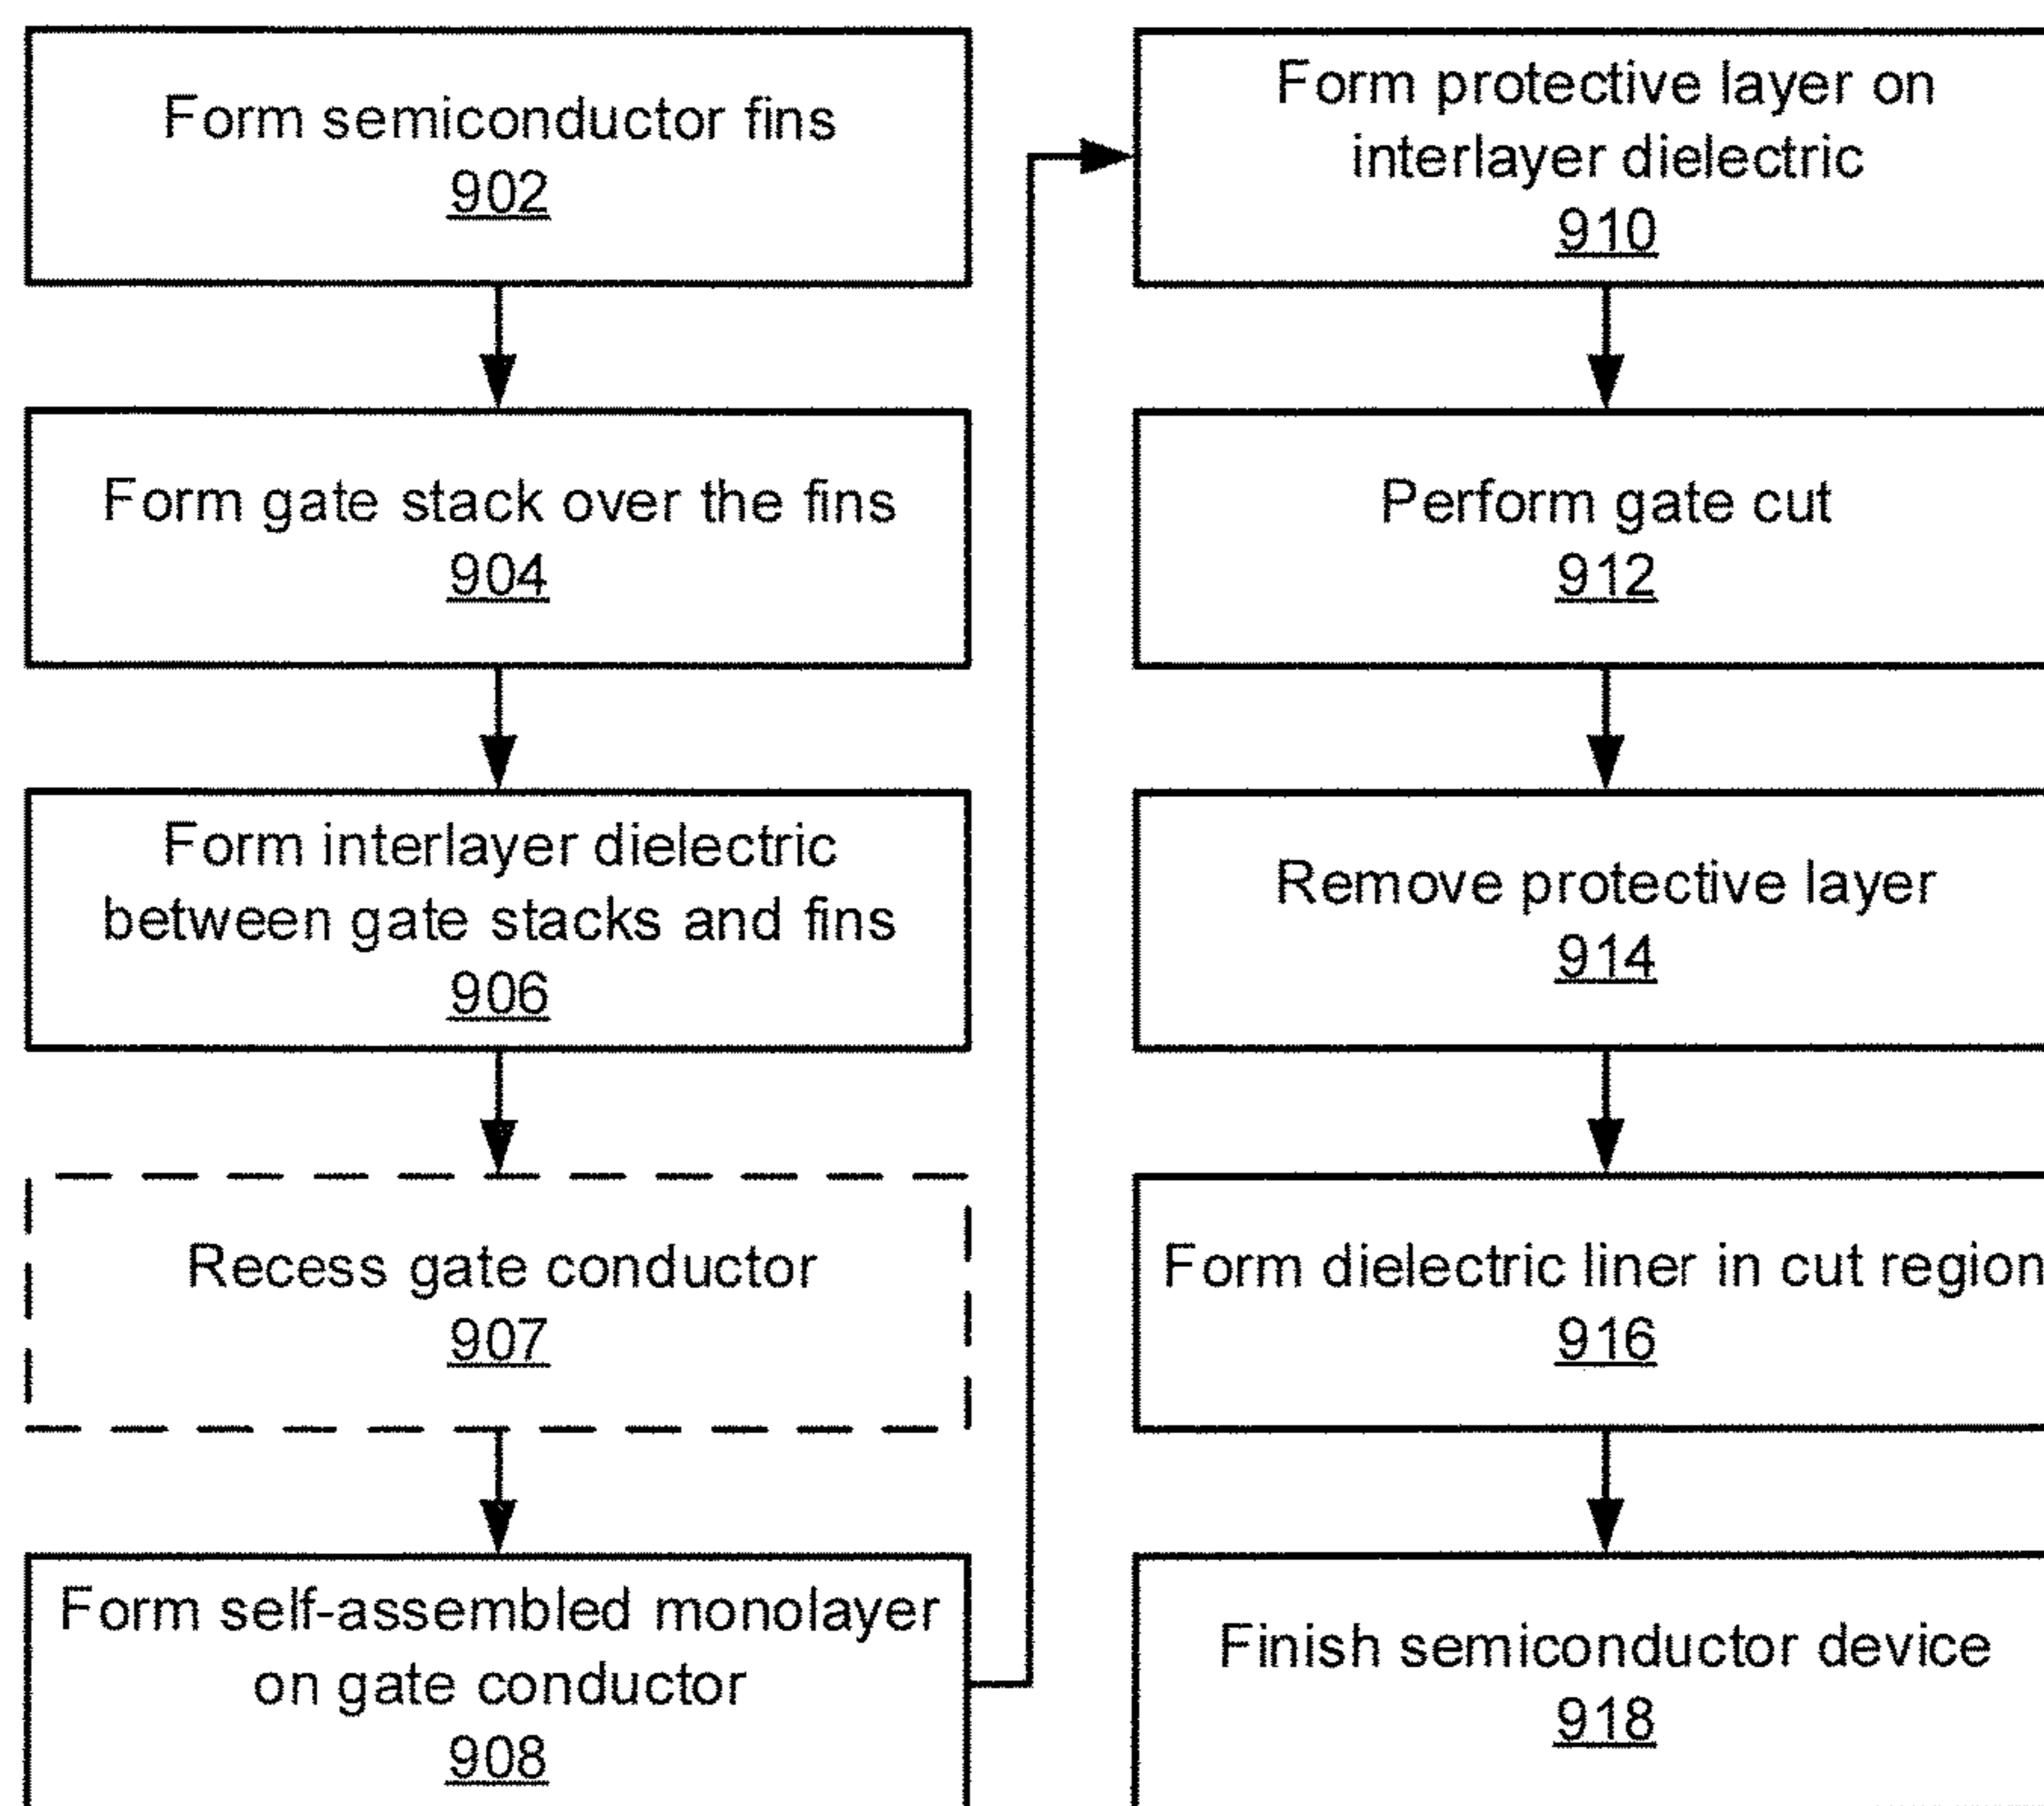 Form semiconductor fins
902
Form gate stack over the fins
904
Form interlayer dielectric
between gate stacks and fins
906
Recess gate conductor
907
Form self-assembled monolayer
on gate conductor
908
Form protective layer on
interlayer dielectric
910
Perform gate cut
912
Remove protective layer
914
Form dielectric liner in cut region
916
Finish semiconductor device
918